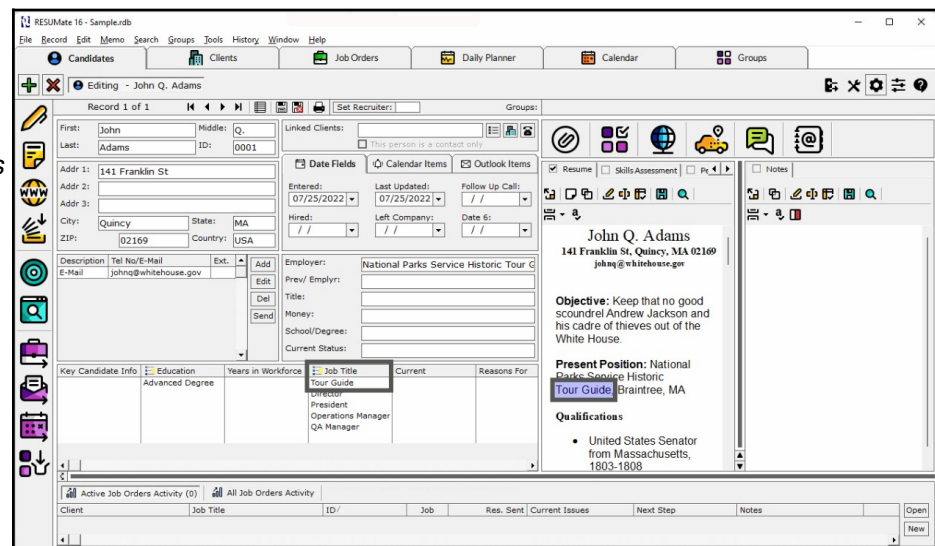 RESUMate 16 - Sample.rdb
File Record Edit Memo Search Groups Tools History Window Help
Candidates Clients Job Orders Daily Planner Calendar Groups
Editing - John Q. Adams
Record 1 of 1 Set Recruiter: Groups:
First: John Middle: Q.
Last: Adams ID: 0001
Linked Clients:
This person is a contact only
Addr 1: 141 Franklin St
Addr 2:
Addr 3:
City: Quincy State: MA
ZIP: 02169 Country: USA
Date Fields Calendar Items Outlook Items
Entered: Last Updated: Follow Up Call:
07/25/2022 07/25/2022 / /
Hired: Left Company: Date 6:
/ / / / / /
Description Tel No/E-Mail Ext.
E-Mail johnq@whitehouse.gov
Add
Edit
Del
Send
Employer: National Parks Service Historic Tour G
Prev/ Emplyr:
Title:
Money:
School/Degree:
Current Status:
Key Candidate Info Education Years in Workforce Job Title Current Reasons For
Advanced Degree Tour Guide
Director
President
Operations Manager
QA Manager
Resume Skills Assessment
Notes
WWW
John Q. Adams
141 Franklin St, Quincy, MA 02169
johnq@whitehouse.gov
Objective: Keep that no good
scoundrel Andrew Jackson and
his cadre of thieves out of the
White House.
Present Position: National
Parks Service Historic
Tour Guide, Braintree, MA
Qualifications
• United States Senator
from Massachusetts,
1803-1808
Active Job Orders Activity (0) All Job Orders Activity
Client Job Title ID/ Job Res. Sent Current Issues Next Step Notes
Open
New